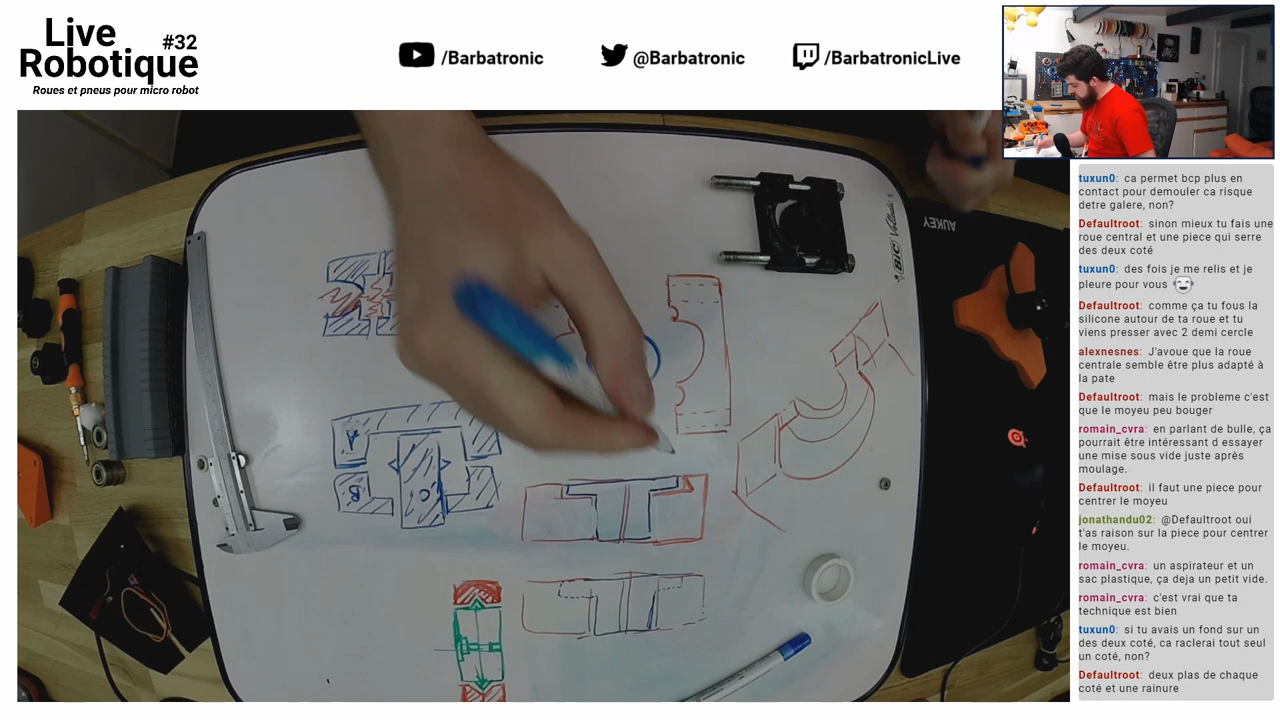 Live
Robotique #32
Roues et pneus pour micro robot
/Barbatronic
@Barbatronic
/BarbatronicLive
AUKEY
BIC Velleda
A
B
C
tuxun0: ca permet bcp plus en
contact pour demouler ca risque
detre galere, non?
Defaultroot: sinon mieux tu fais une
roue central et une piece qui serre
des deux coté
tuxun0: des fois je me relis et je
pleure pour vous
Defaultroot: comme ça tu fous la
silicone autour de ta roue et tu
viens presser avec 2 demi cercle
alexnesnes: J'avoue que la roue
centrale semble être plus adapté à
la pate
Defaultroot: mais le probleme c'est
que le moyeu peu bouger
romain_cvra: en parlant de bulle, ça
pourrait être intéressant d essayer
une mise sous vide juste après
moulage.
Defaultroot: il faut une piece pour
centrer le moyeu
jonathandu02: @Defaultroot oui
t'as raison sur la piece pour centrer
le moyeu.
romain_cvra: un aspirateur et un
sac plastique, ça deja un petit vide.
romain_cvra: c'est vrai que ta
technique est bien
tuxun0: si tu avais un fond sur un
des deux coté, ca raclerai tout seul
un coté, non?
Defaultroot: deux plas de chaque
coté et une rainure